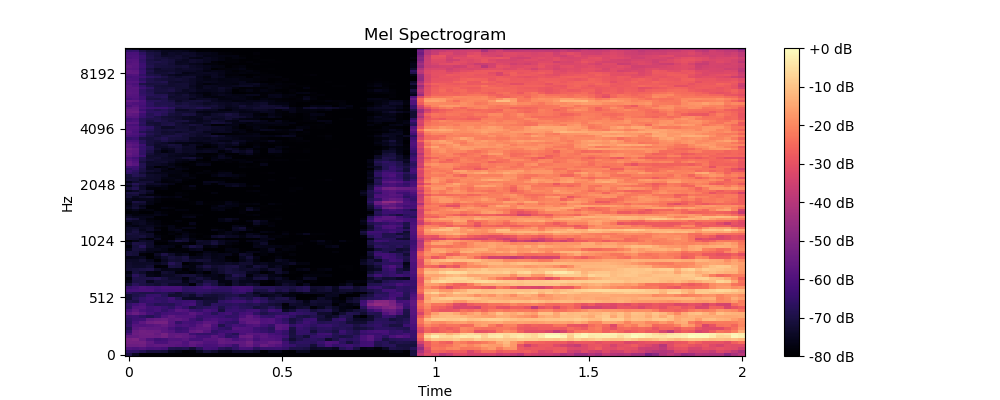 Mel Spectrogram
Hz
8192
4096
2048
1024
512
0
0 0.5 1 1.5 2
Time
+0 dB
-10 dB
-20 dB
-30 dB
-40 dB
-50 dB
-60 dB
-70 dB
-80 dB